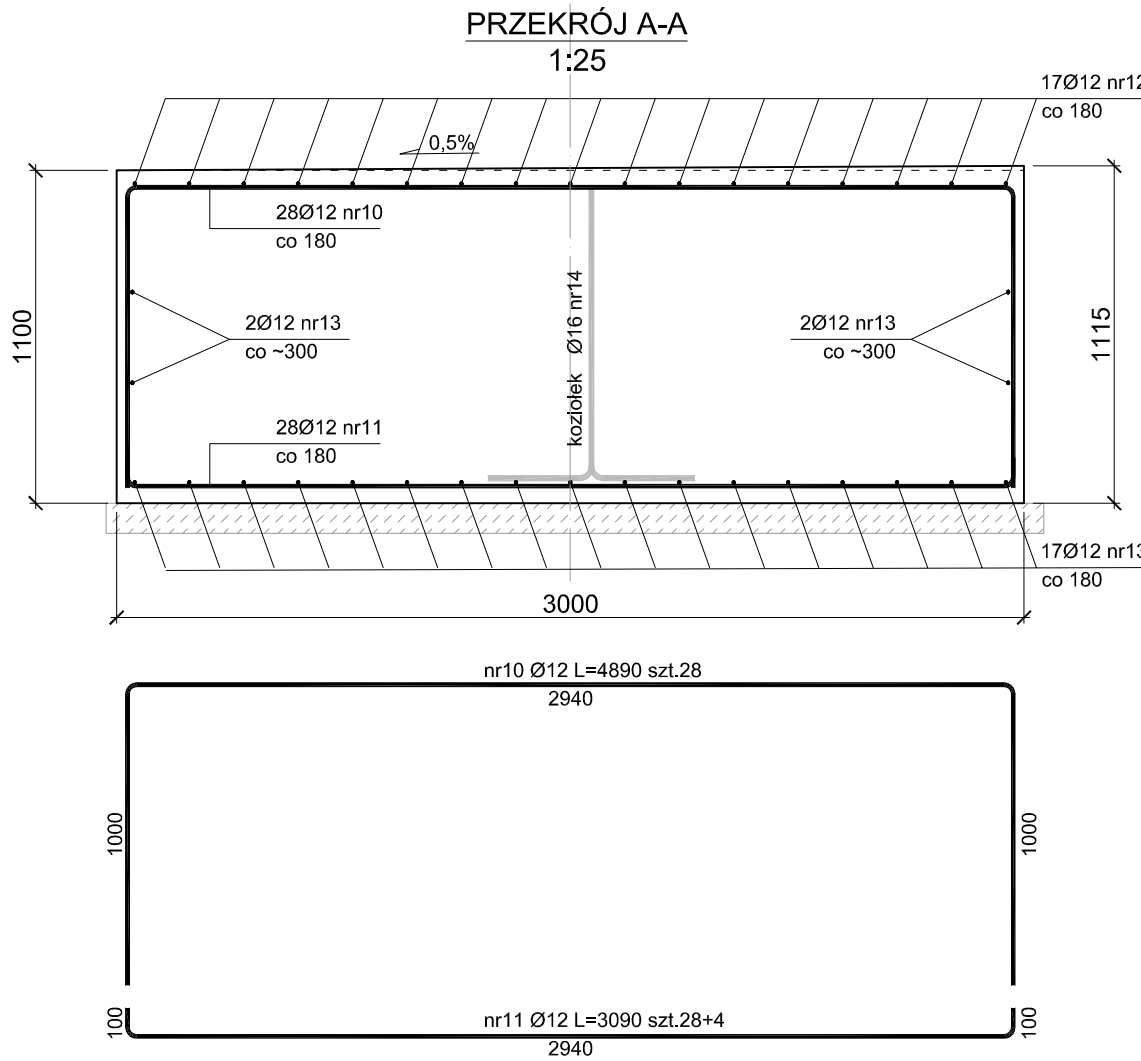 PRZEKRÓJ A-A
1:25
17Ø12 nr12
co 180
0,5%
28Ø12 nr10
co 180
1100
2Ø12 nr13
co ~300
koziołek Ø16 nr14
2Ø12 nr13
co ~300
1115
28Ø12 nr11
co 180
17Ø12 nr13
co 180
3000
nr10 Ø12 L=4890 szt.28
2940
1000
1000
100
nr11 Ø12 L=3090 szt.28+4
100
2940